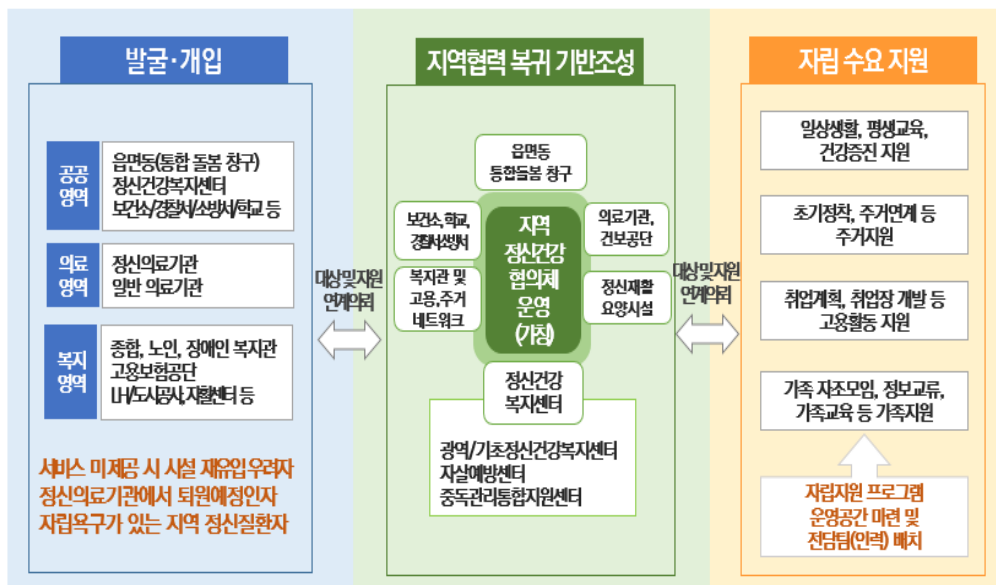 발굴·개입
공공
영역
읍면동(통합 돌봄 창구)
정신건강복지센터
보건소/경찰서/소방서/학교 등
의료
영역
정신의료기관
일반 의료기관
복지
영역
종합, 노인, 장애인 복지관
고용보험공단
LH/도시공사,자활센터 등
서비스 미제공 시 시설 재유입 우려자
정신의료기관에서 퇴원예정인자
자립욕구가 있는 지역 정신질환자
대상 및 지원
연계의뢰
지역협력 복귀 기반조성
읍면동
통합돌봄 창구
보건소, 학교,
경찰서소방서
의료기관,
건보공단
복지관 및
고용,주거
네트워크
정신재활
요양시설
지역
정신건강
협의체
운영
(가칭)
정신건강
복지센터
광역/기초정신건강복지센터
자살예방센터
중독관리통합지원센터
대상 및 지원
연계의뢰
자립 수요 지원
일상생활, 평생교육,
건강증진 지원
초기정착, 주거연계 등
주거지원
취업계획, 취업장 개발 등
고용활동 지원
가족 자조모임, 정보교류,
가족교육 등 가족지원
자립지원 프로그램
운영공간 마련 및
전담팀(인력) 배치